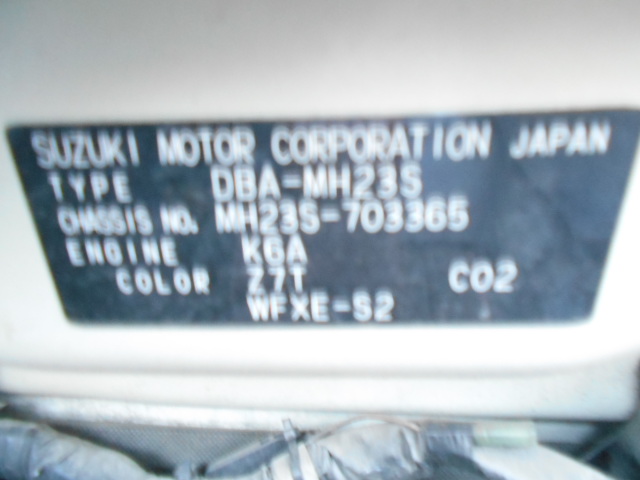 SUZUKI MOTOR CORPORATION JAPAN
TYPE DBA-MH23S
CHASSIS NO. MH23S-703365
ENGINE K6A
COLOR Z7T C02
WFXE-S2